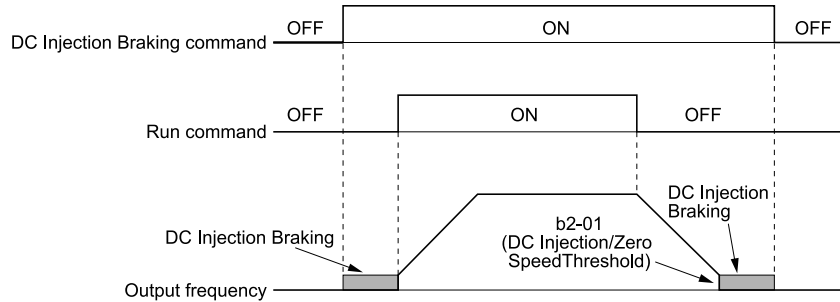 OFF
ON
OFF
DC Injection Braking command
OFF
ON
OFF
Run command
DC Injection
Braking
b2-01
(DC Injection/Zero
SpeedThreshold)
DC Injection Braking
Output frequency